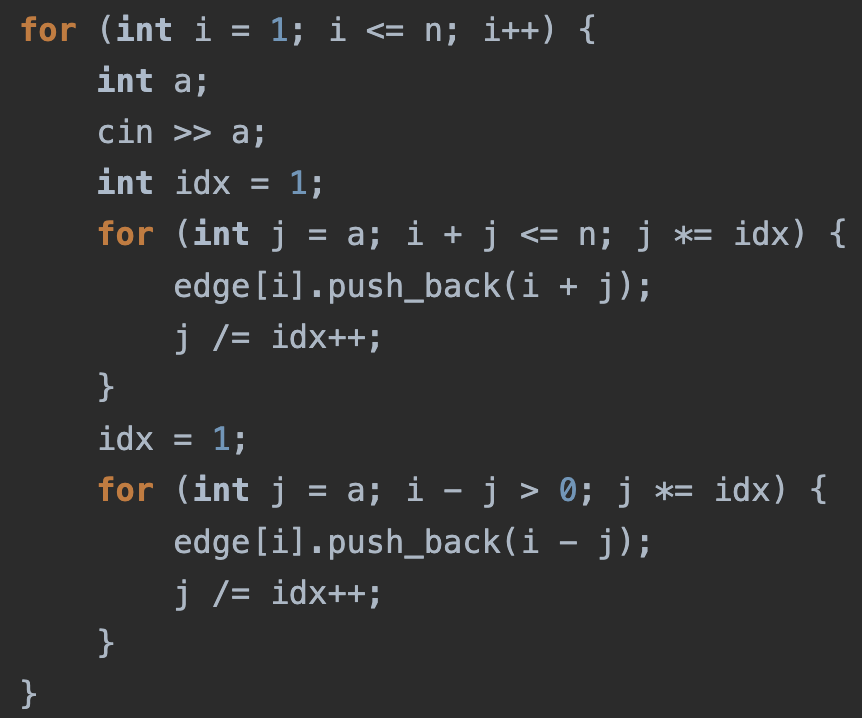 for (int i = 1; i <= n; i++) {
    int a;
    cin >> a;
    int idx = 1;
    for (int j = a; i + j <= n; j *= idx) {
        edge[i].push_back(i + j);
        j /= idx++;
    }
    idx = 1;
    for (int j = a; i - j > 0; j *= idx) {
        edge[i].push_back(i - j);
        j /= idx++;
    }
}